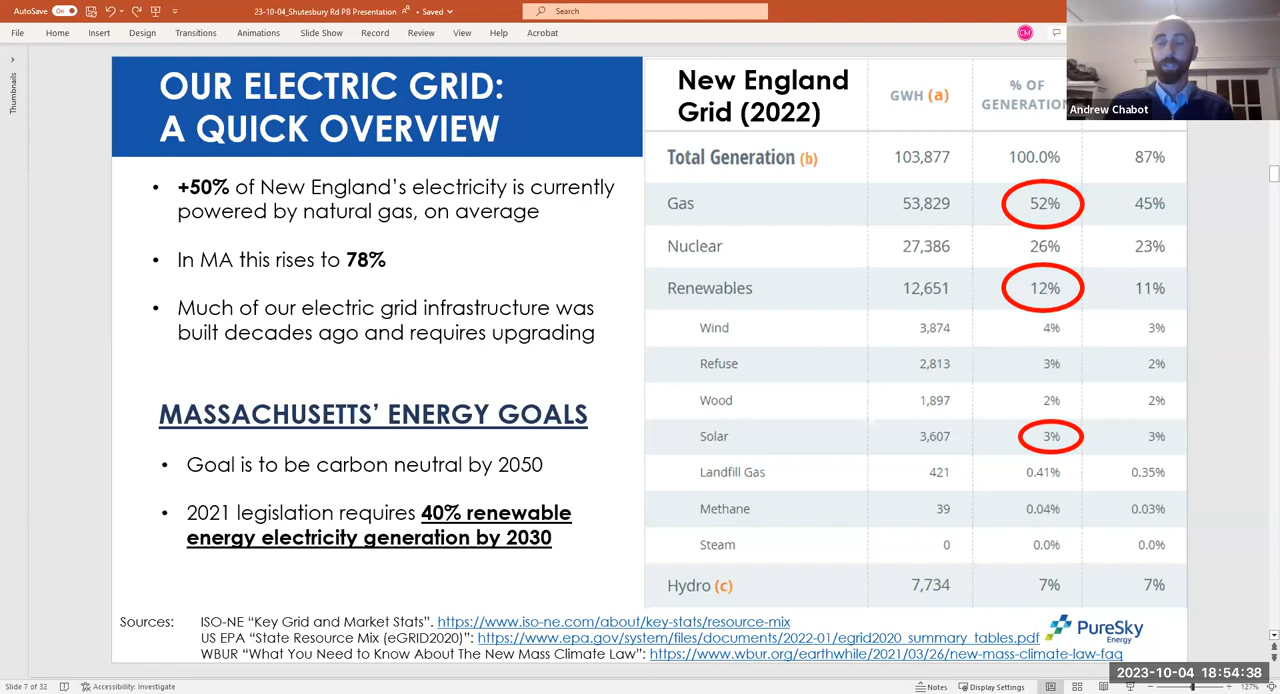 AutoSave On 23-10-04_Shutesbury Rd PB Presentation • Saved Search
File Home Insert Design Transitions Animations Slide Show Record Review View Help Acrobat CM
Thumbnails
OUR ELECTRIC GRID:
A QUICK OVERVIEW
• +50% of New England’s electricity is currently
powered by natural gas, on average
• In MA this rises to 78%
• Much of our electric grid infrastructure was
built decades ago and requires upgrading
MASSACHUSETTS’ ENERGY GOALS
• Goal is to be carbon neutral by 2050
• 2021 legislation requires 40% renewable
energy electricity generation by 2030
New England
Grid (2022)
GWH (a)
% OF
GENERATION
Andrew Chabot
Total Generation (b) 103,877 100.0% 87%
Gas 53,829 52% 45%
Nuclear 27,386 26% 23%
Renewables 12,651 12% 11%
Wind 3,874 4% 3%
Refuse 2,813 3% 2%
Wood 1,897 2% 2%
Solar 3,607 3% 3%
Landfill Gas 421 0.41% 0.35%
Methane 39 0.04% 0.03%
Steam 0 0.0% 0.0%
Hydro (c) 7,734 7% 7%
Sources: ISO-NE “Key Grid and Market Stats”. https://www.iso-ne.com/about/key-stats/resource-mix
US EPA “State Resource Mix (eGRID2020)”: https://www.epa.gov/system/files/documents/2022-01/egrid2020_summary_tables.pdf
WBUR “What You Need to Know About The New Mass Climate Law”: https://www.wbur.org/earthwhile/2021/03/26/new-mass-climate-law-faq
PureSky
Energy
2023-10-04 18:54:38
Slide 7 of 32 Accessibility: Investigate Notes Display Settings 127%